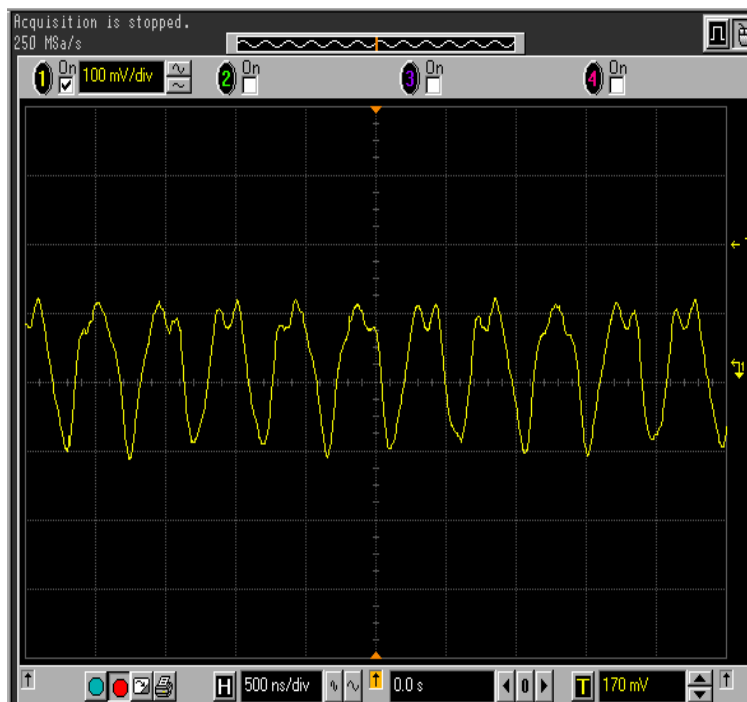 Acquisition is stopped.
250 MSa/s
1 On 100 mV/div 2 On 3 On 4 On
H 500 ns/div 0.0 s 0 T 170 mV